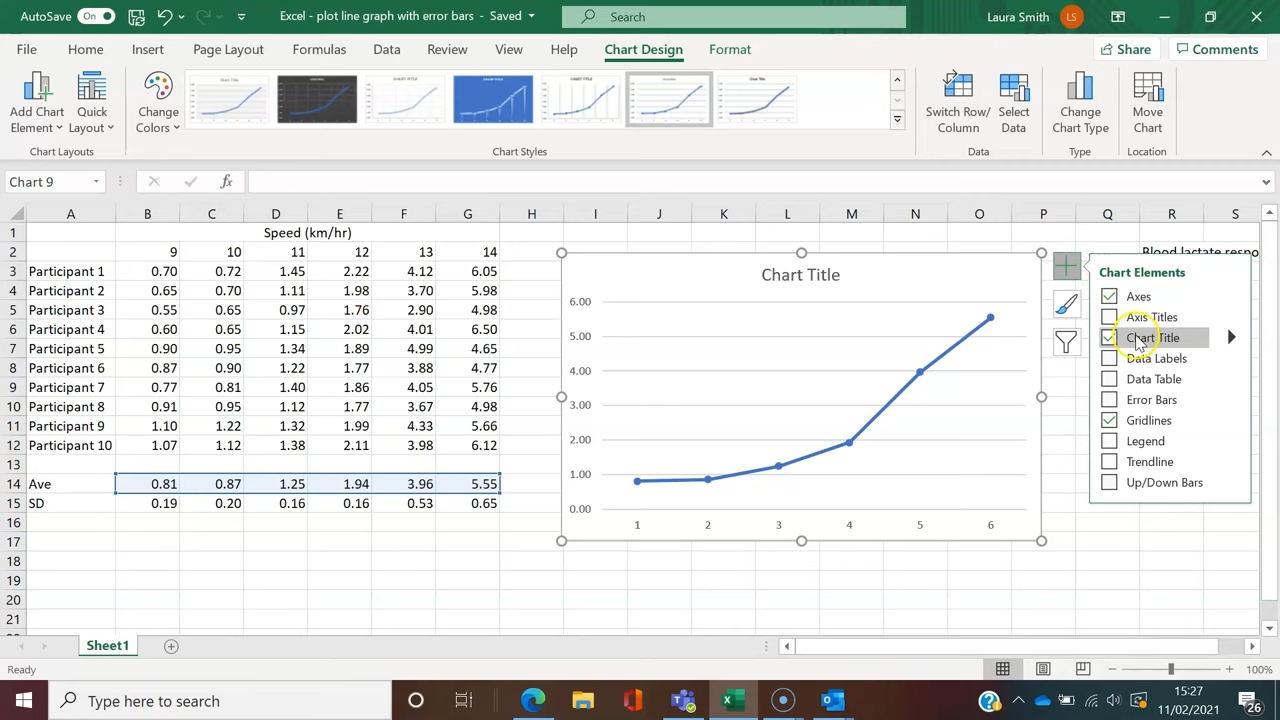 AutoSave On Excel - plot line graph with error bars - Saved Search Laura Smith LS
File Home Insert Page Layout Formulas Data Review View Help Chart Design Format Share Comments
Add Chart Element Quick Layout Change Colors Switch Row/Column Select Data Change Chart Type Move Chart
Chart Layouts Chart Styles Data Type Location
Chart 9 fx
A B C D E F G H I J K L M N O P Q R S
1 Speed (km/hr)
2 9 10 11 12 13 14 Blood lactate respo
3 Participant 1 0.70 0.72 1.45 2.22 4.12 6.05
4 Participant 2 0.65 0.70 1.11 1.98 3.70 5.98
5 Participant 3 0.55 0.65 0.97 1.76 2.90 4.98
6 Participant 4 0.60 0.65 1.15 2.02 4.01 6.50
7 Participant 5 0.90 0.90 1.34 1.89 4.99 4.65
8 Participant 6 0.87 0.90 1.22 1.77 3.88 4.77
9 Participant 7 0.77 0.81 1.40 1.86 4.05 5.76
10 Participant 8 0.91 0.95 1.12 1.77 3.67 4.98
11 Participant 9 1.10 1.22 1.32 1.99 4.33 5.66
12 Participant 10 1.07 1.12 1.38 2.11 3.98 6.12
13
14 Ave 0.81 0.87 1.25 1.94 3.96 5.55
15 SD 0.19 0.20 0.16 0.16 0.53 0.65
16
17
18
19
20
21
Chart Title
6.00
5.00
4.00
3.00
2.00
1.00
0.00
1 2 3 4 5 6
Chart Elements
Axes
Axis Titles
Chart Title
Data Labels
Data Table
Error Bars
Gridlines
Legend
Trendline
Up/Down Bars
Sheet1
Ready 100%
Type here to search 15:27
11/02/2021
26